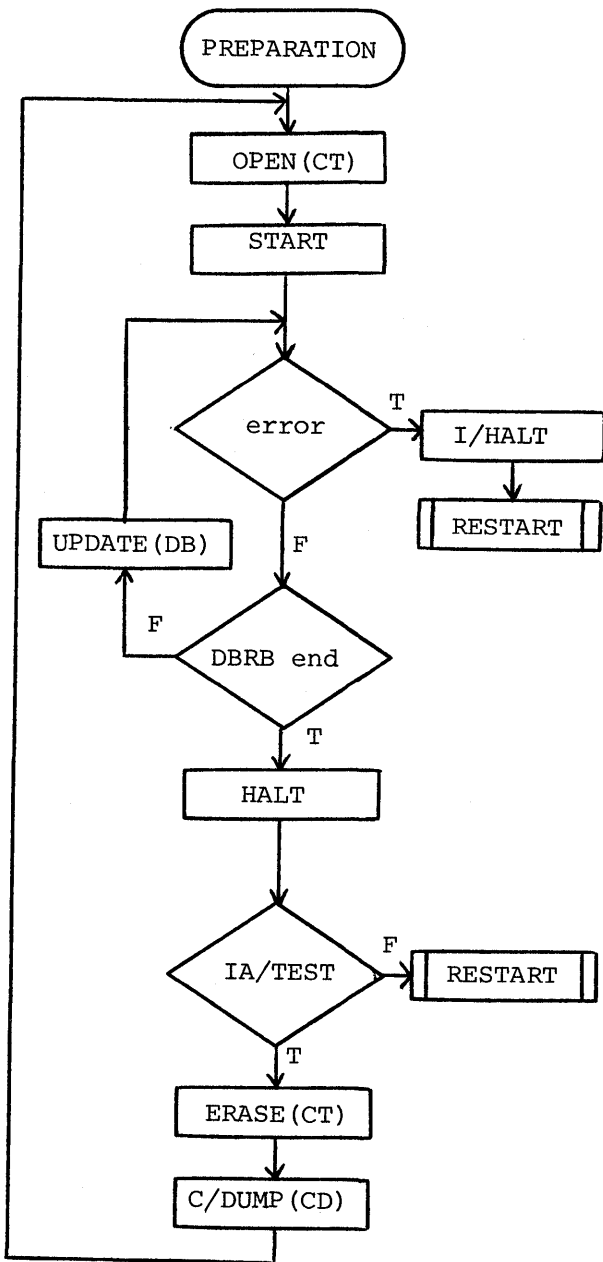 PREPARATION
OPEN(CT)
START
error
T
I/HALT
RESTART
F
UPDATE(DB)
F
DBRB end
T
HALT
IA/TEST
F
RESTART
T
ERASE(CT)
C/DUMP(CD)